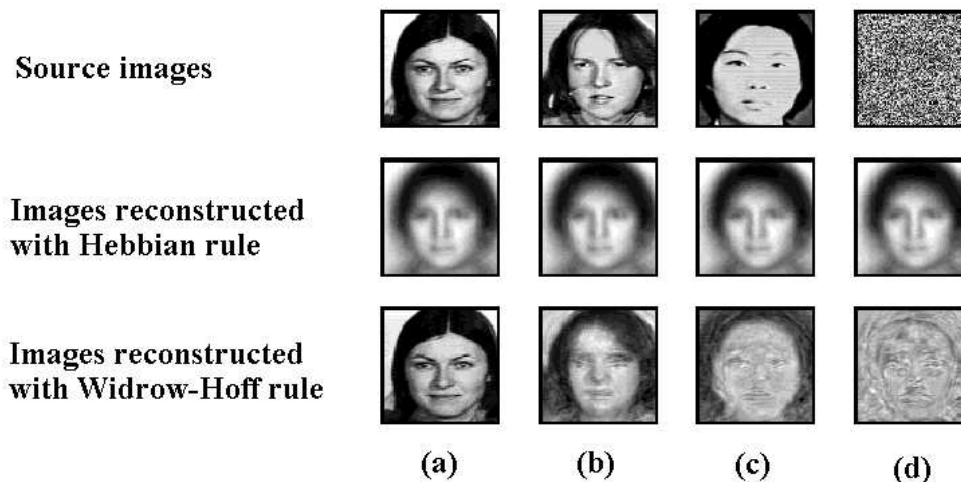 Source images
Images reconstructed
with Hebbian rule
Images reconstructed
with Widrow-Hoff rule
(a) (b) (c) (d)